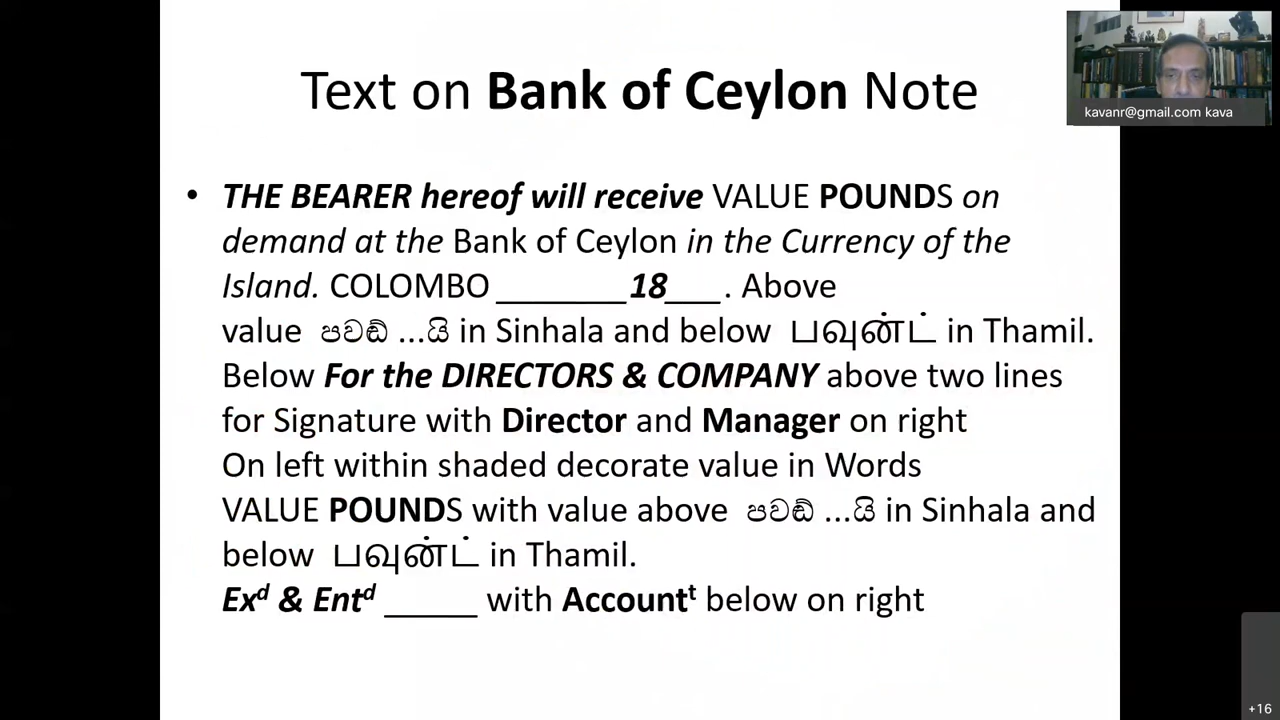 Text on Bank of Ceylon Note
kavanr@gmail.com kava
• THE BEARER hereof will receive VALUE POUNDS on
demand at the Bank of Ceylon in the Currency of the
Island. COLOMBO _______18___. Above
value පවඬ් ...යි in Sinhala and below பவுண்ட் in Thamil.
Below For the DIRECTORS & COMPANY above two lines
for Signature with Director and Manager on right
On left within shaded decorate value in Words
VALUE POUNDS with value above පවඬ් ...යි in Sinhala and
below பவுண்ட் in Thamil.
Exᵈ & Entᵈ _____ with Accountᵗ below on right
+16